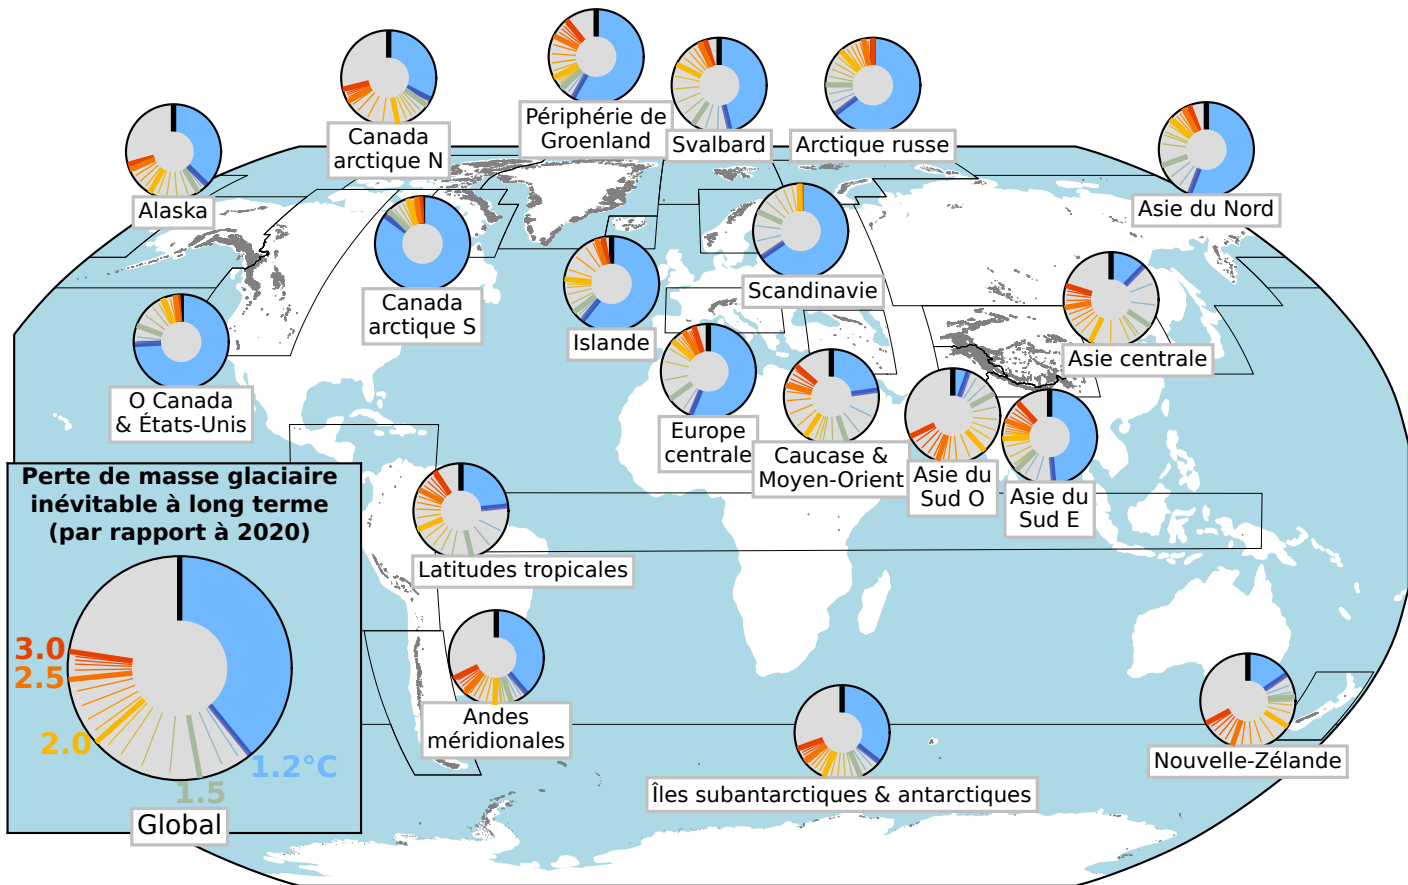 Canada
arctique N
Périphérie de
Groenland
Svalbard
Arctique russe
Alaska
Asie du Nord
Canada
arctique S
Islande
Scandinavie
Asie centrale
O Canada
& États-Unis
Europe
centrale
Caucase &
Moyen-Orient
Asie du
Sud O
Asie du
Sud E
Perte de masse glaciaire
inévitable à long terme
(par rapport à 2020)
3.0
2.5
2.0
1.5
1.2°C
Global
Latitudes tropicales
Andes
méridionales
Îles subantarctiques & antarctiques
Nouvelle-Zélande